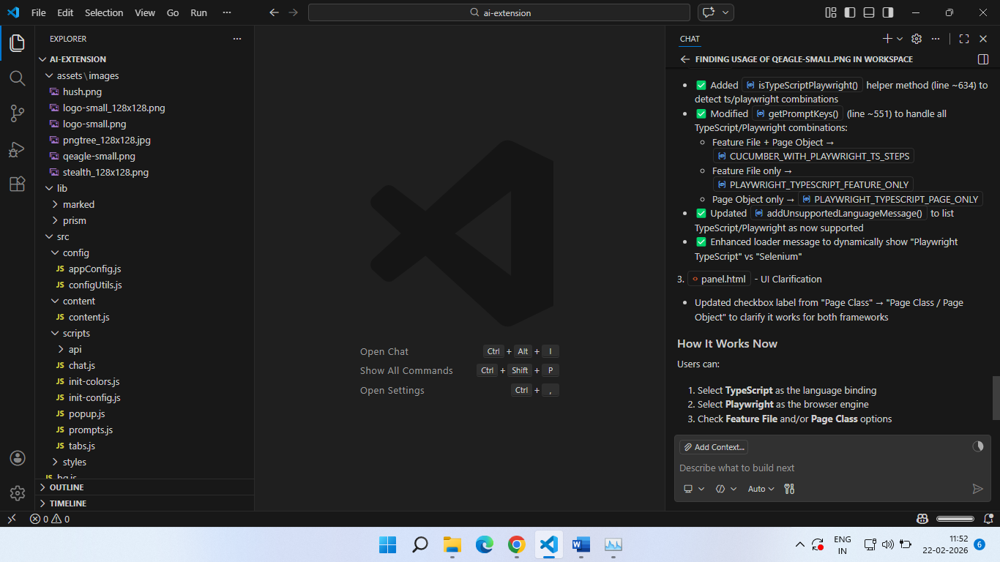 File Edit Selection View Go Run ···
ai-extension
EXPLORER
AI-EXTENSION
assets\images
hush.png
logo-small_128x128.png
logo-small.png
pngtree_128x128.jpg
qeagle-small.png
stealth_128x128.png
lib
marked
prism
src
config
JS appConfig.js
JS configUtils.js
content
JS content.js
scripts
api
JS chat.js
JS init-colors.js
JS init-config.js
JS popup.js
JS prompts.js
JS tabs.js
styles
JS bg.js
OUTLINE
TIMELINE
0 0
Open Chat Ctrl + Alt + I
Show All Commands Ctrl + Shift + P
Open Settings Ctrl + ,
CHAT
FINDING USAGE OF QEAGLE-SMALL.PNG IN WORKSPACE
• ✅ Added isTypeScriptPlaywright() helper method (line ~634) to
detect ts/playwright combinations
• ✅ Modified getPromptKeys() (line ~551) to handle all
TypeScript/Playwright combinations:
○ Feature File + Page Object →
CUCUMBER_WITH_PLAYWRIGHT_TS_STEPS
○ Feature File only →
PLAYWRIGHT_TYPESCRIPT_FEATURE_ONLY
○ Page Object only → PLAYWRIGHT_TYPESCRIPT_PAGE_ONLY
• ✅ Updated addUnsupportedLanguageMessage() to list
TypeScript/Playwright as now supported
• ✅ Enhanced loader message to dynamically show "Playwright
TypeScript" vs "Selenium"
3. panel.html - UI Clarification
• Updated checkbox label from "Page Class" → "Page Class / Page
Object" to clarify it works for both frameworks
How It Works Now
Users can:
1. Select TypeScript as the language binding
2. Select Playwright as the browser engine
3. Check Feature File and/or Page Class options
Add Context...
Describe what to build next
Auto
ENG
IN
11:52
22-02-2026
6